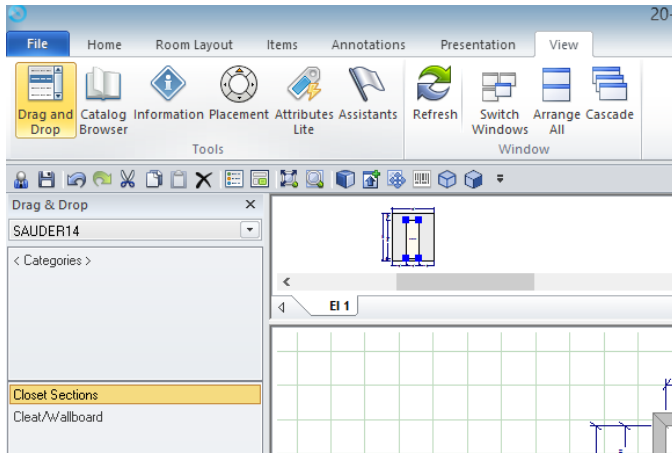 20-
File Home Room Layout Items Annotations Presentation View
Drag and Drop Catalog Browser Information Placement Attributes Lite Assistants Refresh Switch Windows Arrange All Cascade
Tools Window
Drag & Drop
SAUDER14
< Categories >
El 1
Closet Sections
Cleat/Wallboard